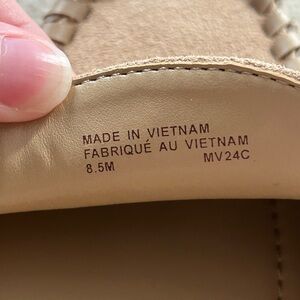 MADE IN VIETNAM
FABRIQUÉ AU VIETNAM
8.5M MV24C